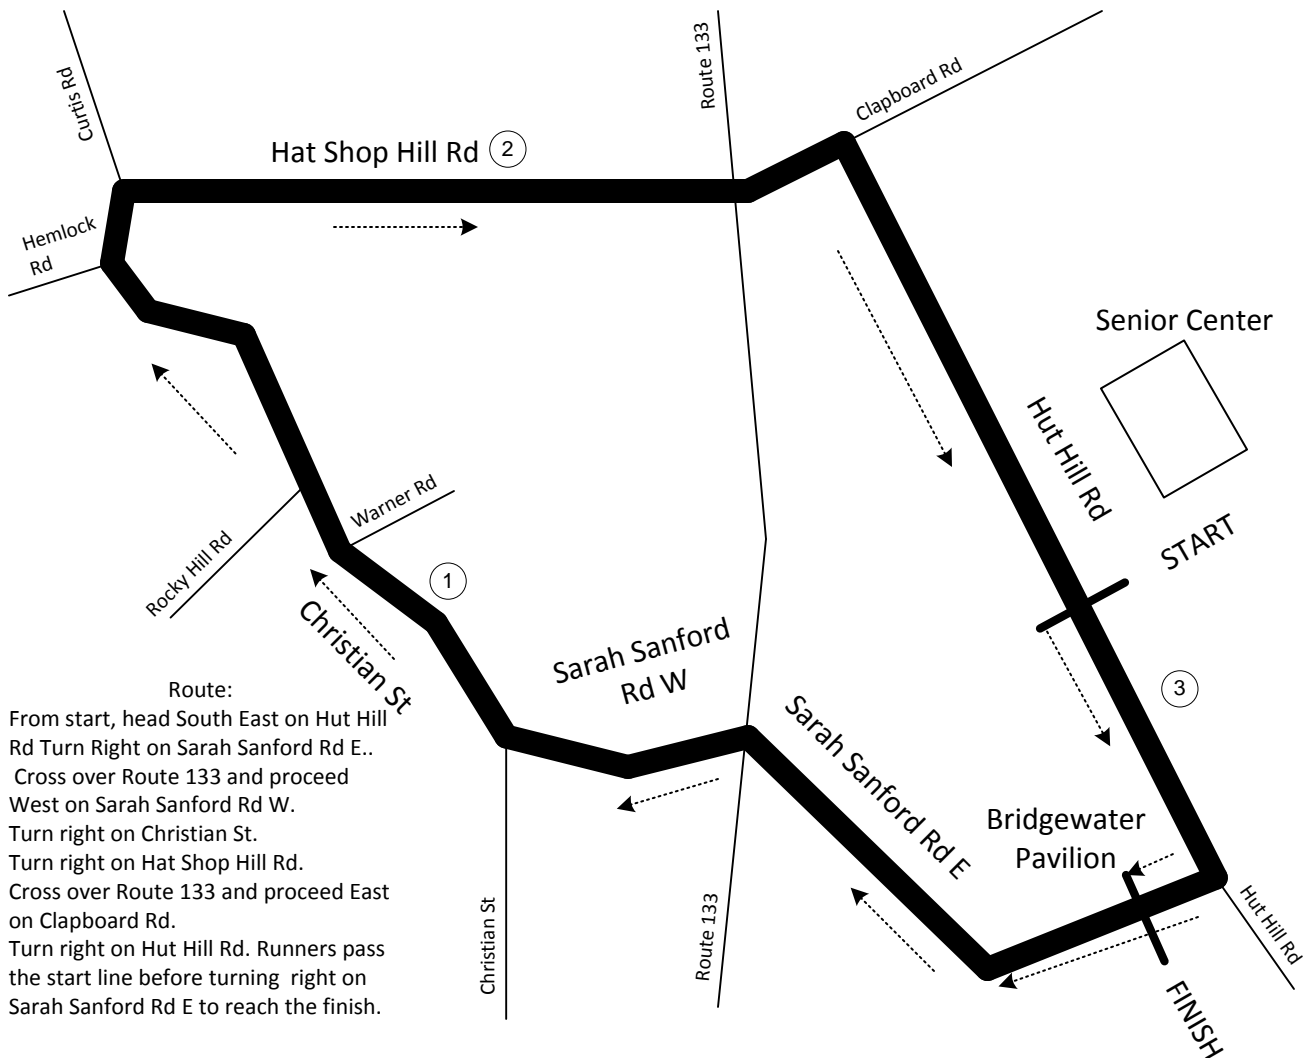 Route 133
Clapboard Rd
Curtis Rd
Hat Shop Hill Rd
2
Hemlock
Rd
Senior Center
Hut Hill Rd
START
Warner Rd
Rocky Hill Rd
1
Christian St
Sarah Sanford
Rd W
3
Sarah Sanford Rd E
Bridgewater
Pavilion
Hut Hill Rd
Christian St
Route 133
FINISH
Route:
From start, head South East on Hut Hill
Rd Turn Right on Sarah Sanford Rd E..
Cross over Route 133 and proceed
West on Sarah Sanford Rd W.
Turn right on Christian St.
Turn right on Hat Shop Hill Rd.
Cross over Route 133 and proceed East
on Clapboard Rd.
Turn right on Hut Hill Rd. Runners pass
the start line before turning right on
Sarah Sanford Rd E to reach the finish.